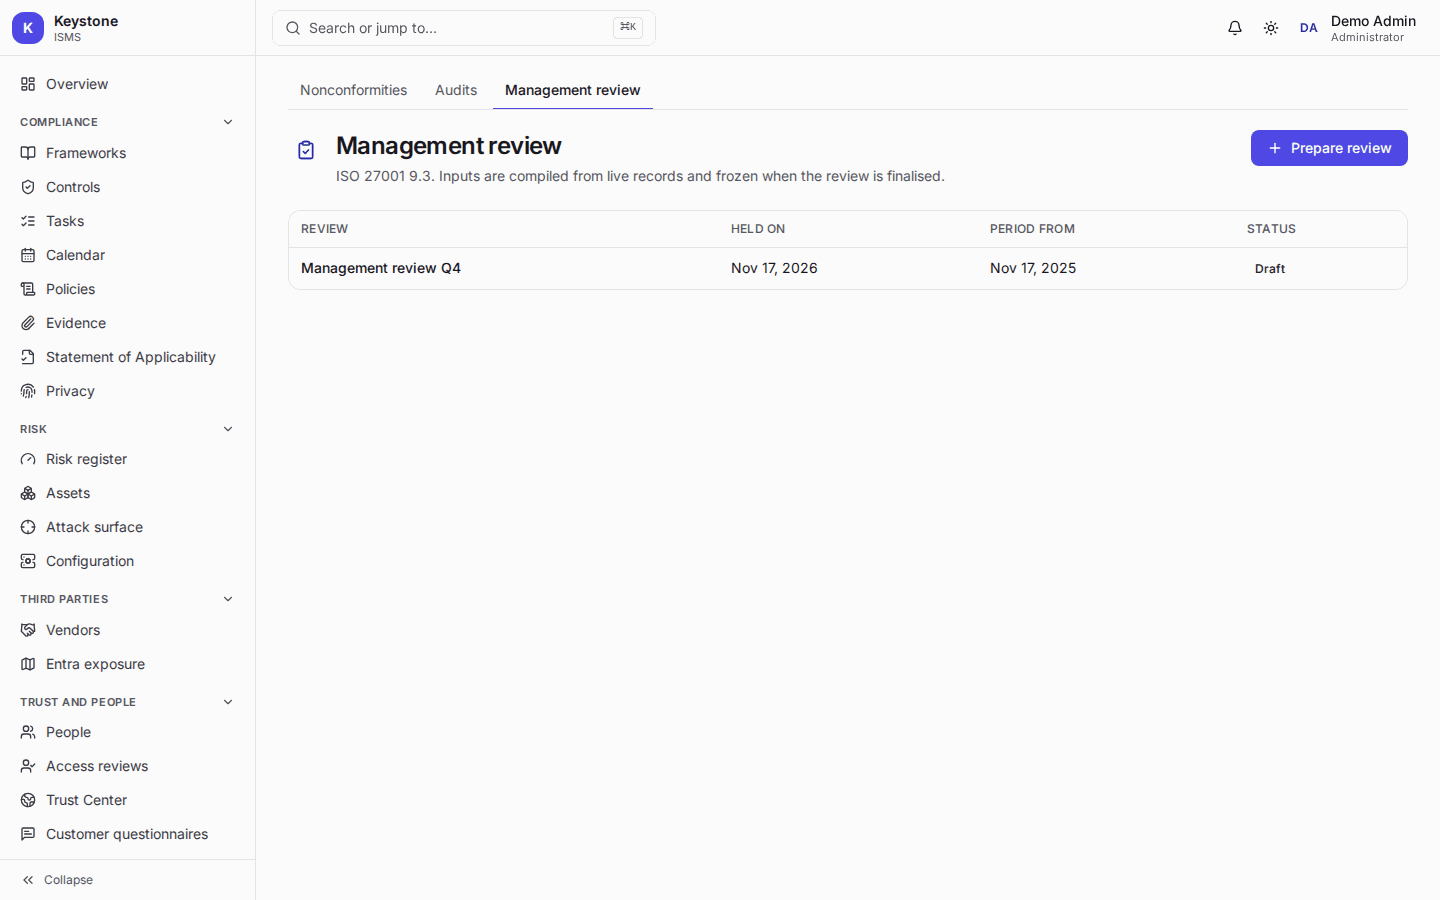 K
Keystone
ISMS
Search or jump to...
⌘K
DA
Demo Admin
Administrator
Overview
COMPLIANCE
Frameworks
Controls
Tasks
Calendar
Policies
Evidence
Statement of Applicability
Privacy
RISK
Risk register
Assets
Attack surface
Configuration
THIRD PARTIES
Vendors
Entra exposure
TRUST AND PEOPLE
People
Access reviews
Trust Center
Customer questionnaires
Collapse
Nonconformities Audits Management review
Management review
ISO 27001 9.3. Inputs are compiled from live records and frozen when the review is finalised.
Prepare review
REVIEW HELD ON PERIOD FROM STATUS
Management review Q4 Nov 17, 2026 Nov 17, 2025 Draft